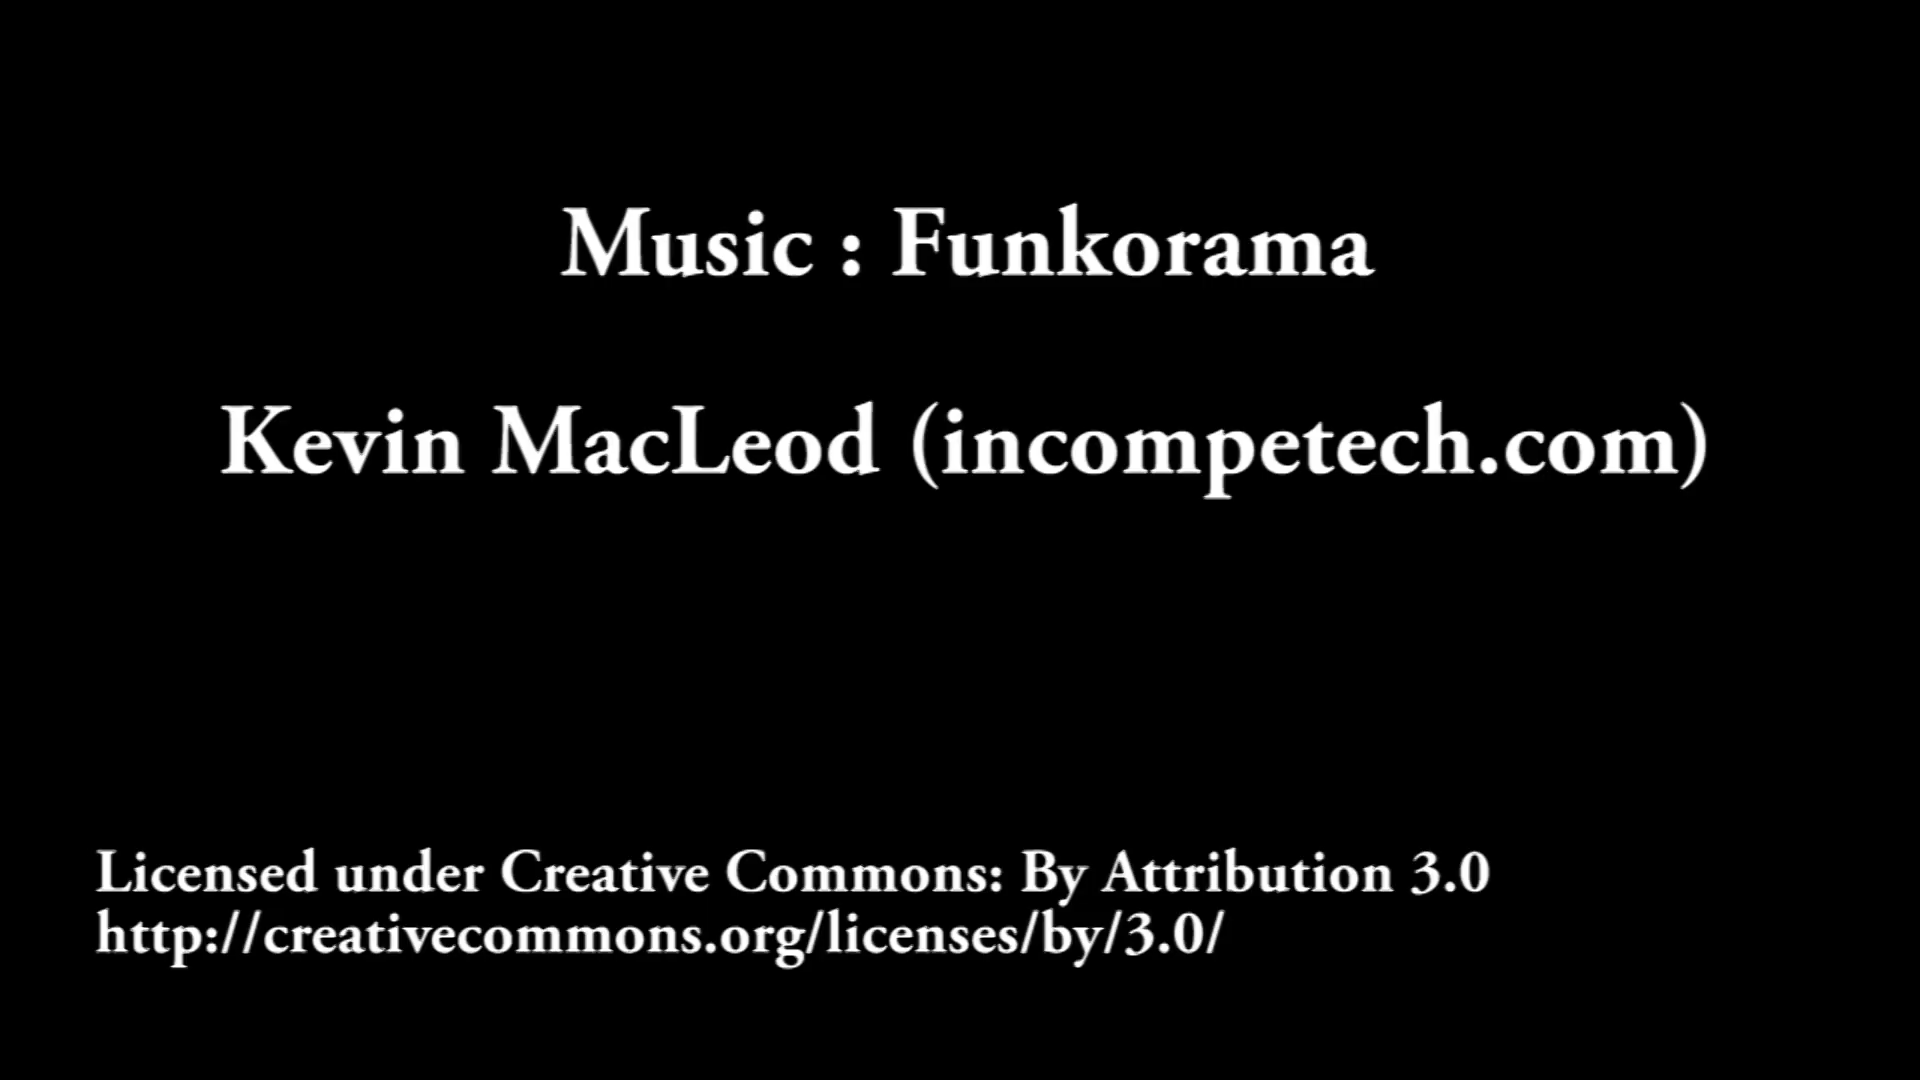 Music : Funkorama
Kevin MacLeod (incompetech.com)
Licensed under Creative Commons: By Attribution 3.0
http://creativecommons.org/licenses/by/3.0/